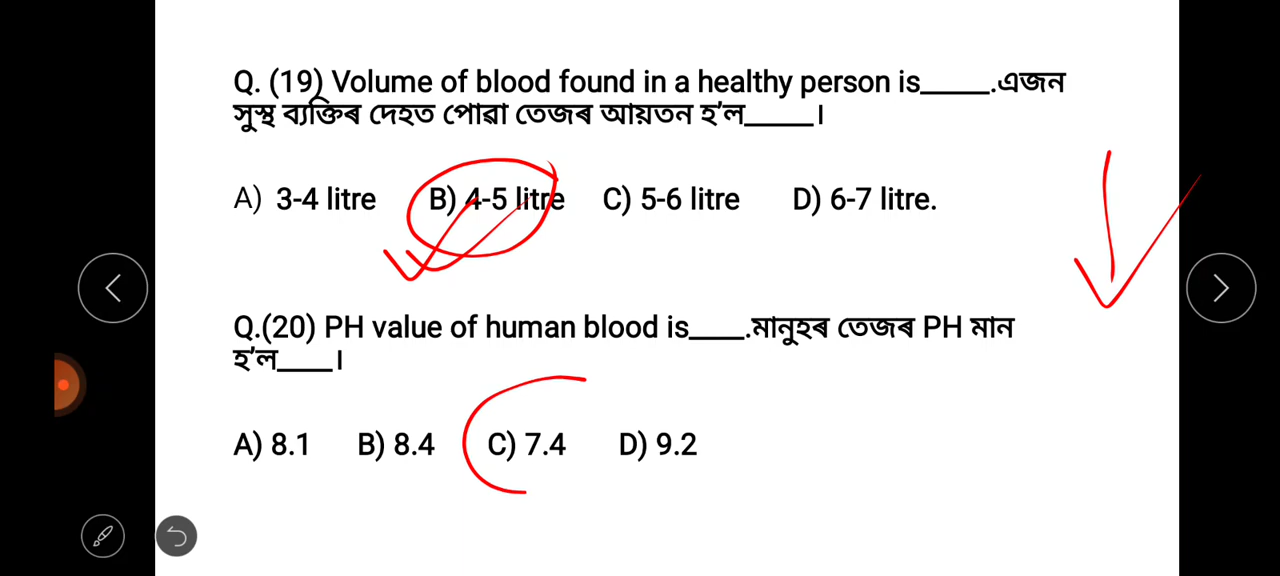 Q. (19) Volume of blood found in a healthy person is_____.এজন
সুস্থ ব্যক্তিৰ দেহত পোৱা তেজৰ আয়তন হ'ল_____।
A) 3-4 litre B) 4-5 litre C) 5-6 litre D) 6-7 litre.
Q.(20) PH value of human blood is____.মানুহৰ তেজৰ PH মান
হ'ল____।
A) 8.1 B) 8.4 C) 7.4 D) 9.2